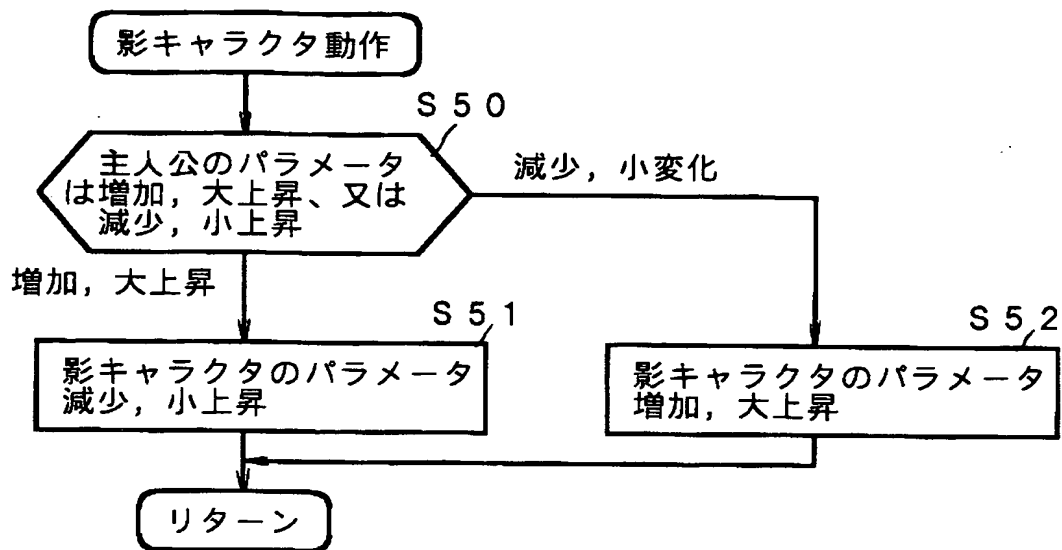 影キャラクタ動作
S50
主人公のパラメータ
は増加，大上昇、又は
減少，小上昇
減少，小変化
増加，大上昇
S51
影キャラクタのパラメータ
減少，小上昇
S52
影キャラクタのパラメータ
増加，大上昇
リターン